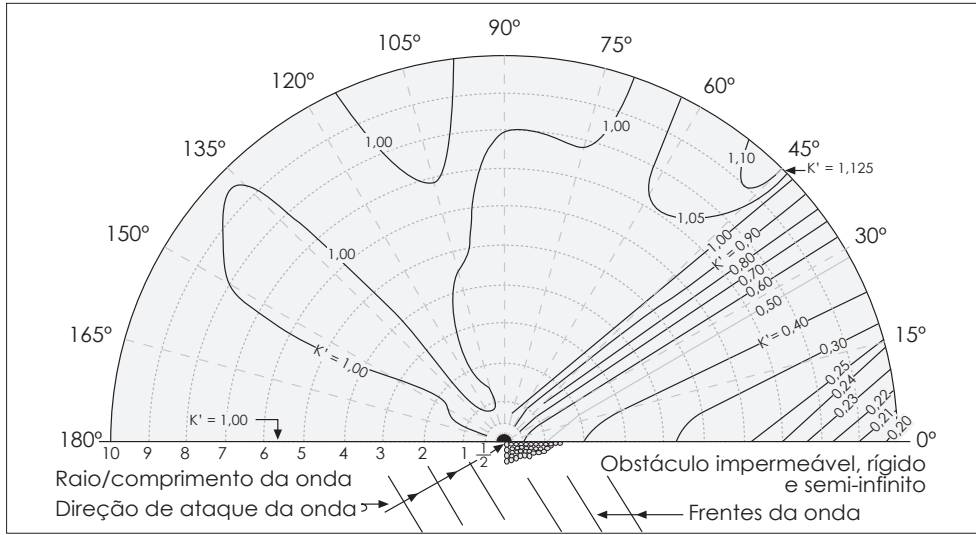 90º
105º
75º
120º
60º
135º
45º
150º
30º
165º
15º
180º
0º
1,00
1,00
1,10
K' = 1,125
1,05
1,00
K' = 0,90
0,80
0,70
0,60
0,50
K' = 0,40
0,30
0,25
0,24
0,23
0,22
0,21
0,20
1,00
K' = 1,00
K' = 1,00
10 9 8 7 6 5 4 3 2 1 1/2
Raio/comprimento da onda
Direção de ataque da onda
Obstáculo impermeável, rígido
e semi-infinito
Frentes da onda